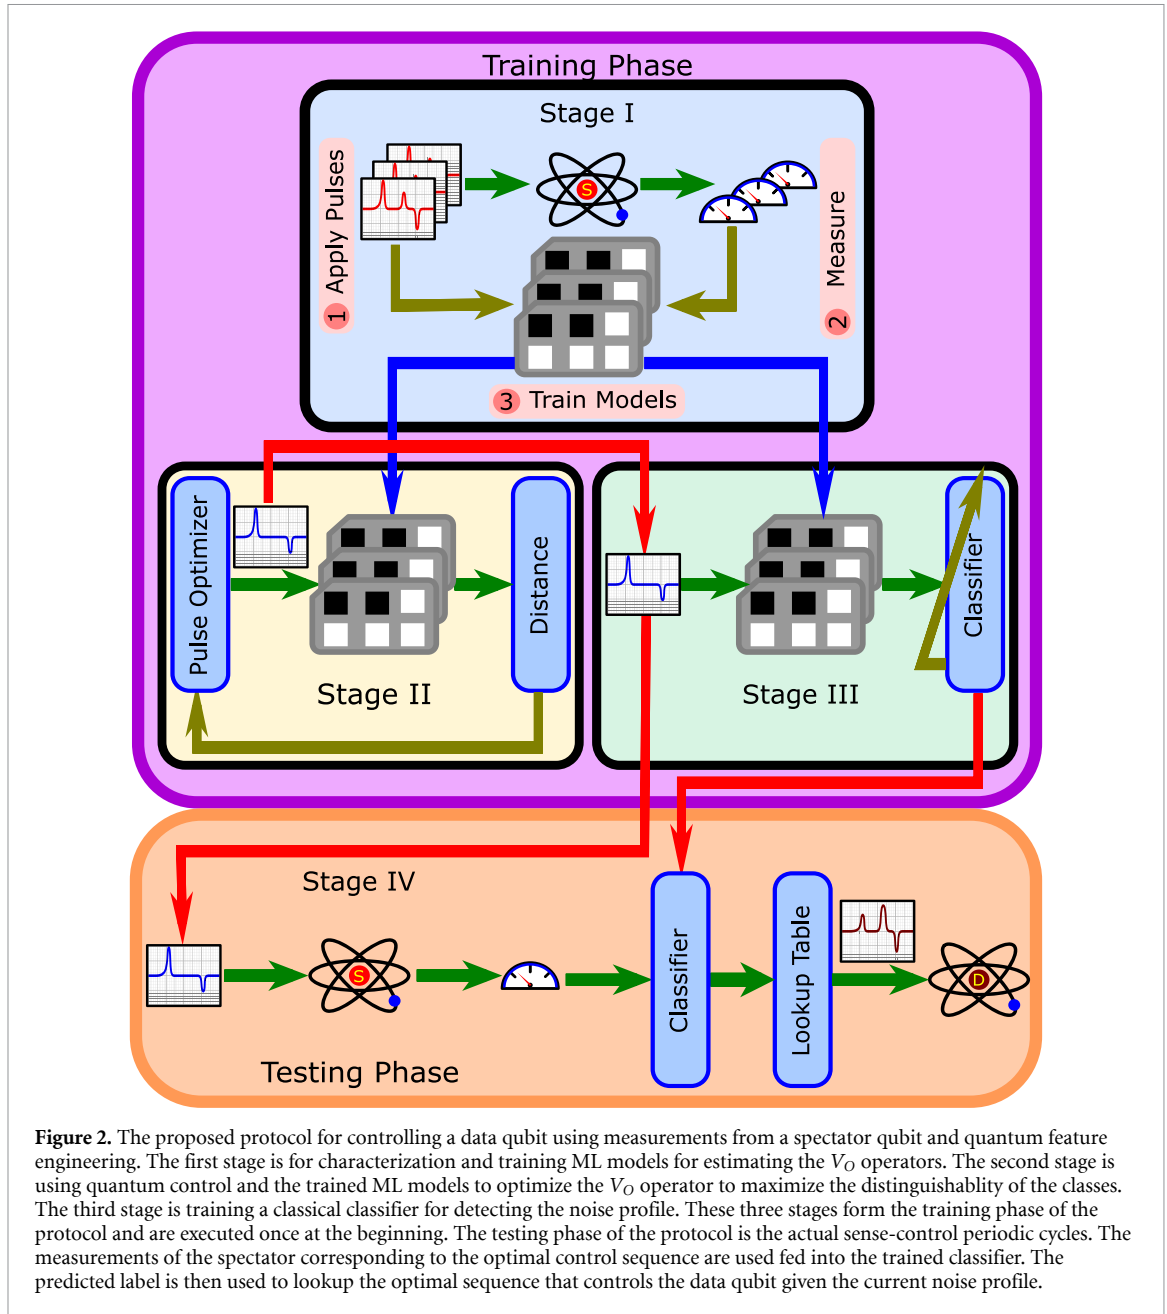 Training Phase
Stage I
1 Apply Pulses
S
2 Measure
3 Train Models
Pulse Optimizer
Distance
Stage II
Classifier
Stage III
Stage IV
S
Classifier
Lookup Table
D
Testing Phase
Figure 2. The proposed protocol for controlling a data qubit using measurements from a spectator qubit and quantum feature
engineering. The first stage is for characterization and training ML models for estimating the V_O operators. The second stage is
using quantum control and the trained ML models to optimize the V_O operator to maximize the distinguishablity of the classes.
The third stage is training a classical classifier for detecting the noise profile. These three stages form the training phase of the
protocol and are executed once at the beginning. The testing phase of the protocol is the actual sense-control periodic cycles. The
measurements of the spectator corresponding to the optimal control sequence are used fed into the trained classifier. The
predicted label is then used to lookup the optimal sequence that controls the data qubit given the current noise profile.